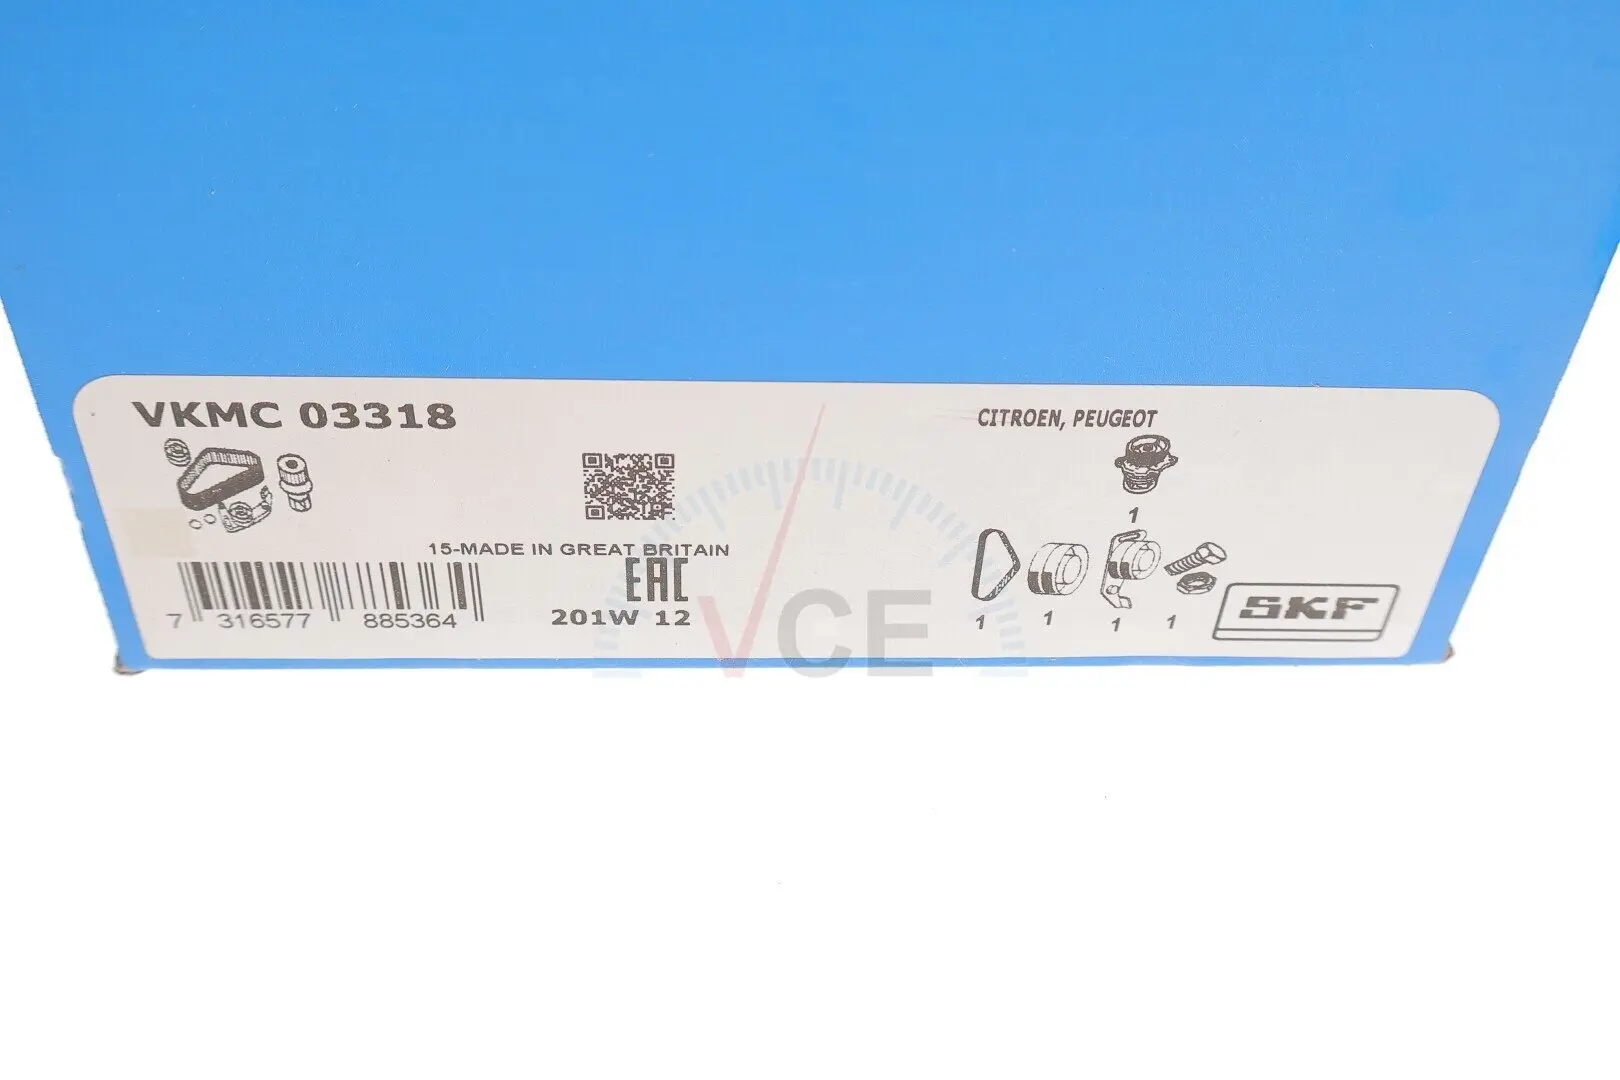 VKMC 03318
CITROEN, PEUGEOT
1
15-MADE IN GREAT BRITAIN
EAC
201W 12
7 316577 885364
1 1 1 1
SKF
VCE